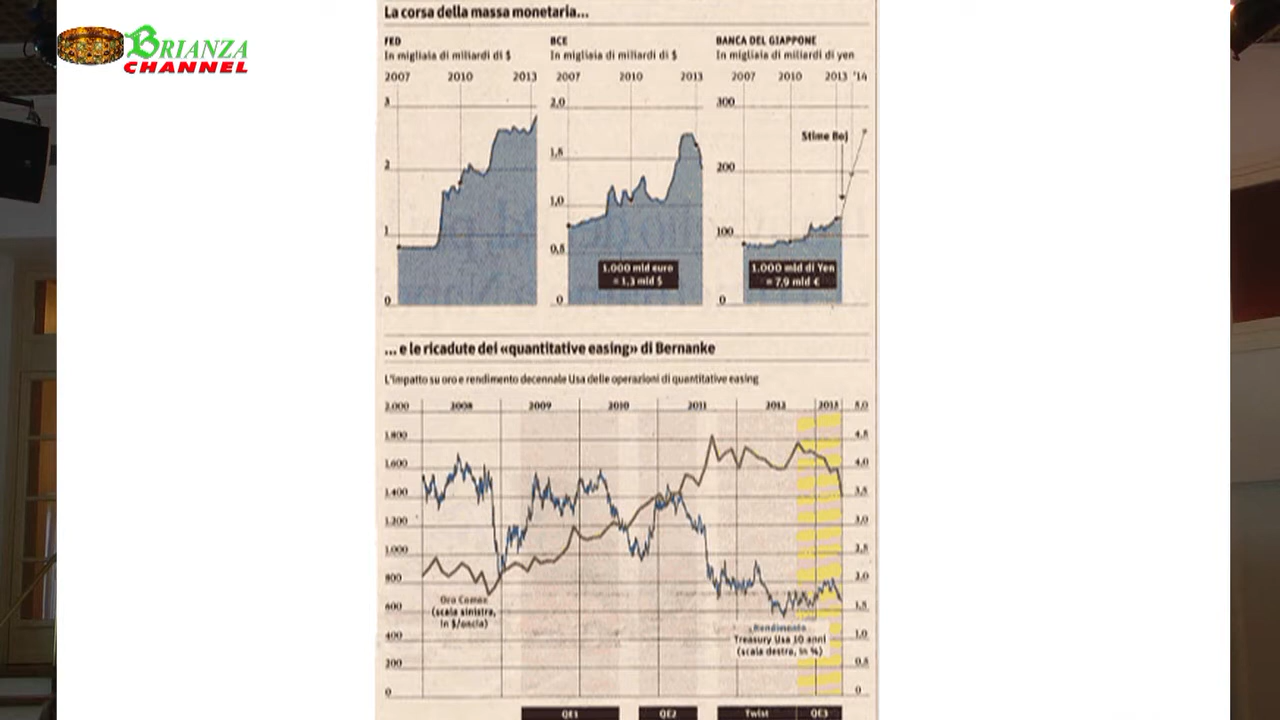 BRIANZA
CHANNEL
La corsa della massa monetaria...
FED
In migliaia di miliardi di $
2007 2010 2013
3
2
1
0
BCE
In migliaia di miliardi di $
2007 2010 2013
2,0
1,5
1,0
0,5
0
1.000 mld euro
= 1,3 mld $
BANCA DEL GIAPPONE
In migliaia di miliardi di yen
2007 2010 2013 '14
300
200
100
0
Stime Boj
1.000 mld di Yen
= 7,9 mld €
... e le ricadute dei «quantitative easing» di Bernanke
L'impatto su oro e rendimento decennale Usa delle operazioni di quantitative easing
2.000 2008 2009 2010 2011 2012 2013 5,0
1.800 4,5
1.600 4,0
1.400 3,5
1.200 3,0
1.000 2,5
800 2,0
600 1,5
400 1,0
200 0,5
0 0
Oro Comex
(scala sinistra,
in $/oncia)
Rendimento
Treasury Usa 10 anni
(scala destra, in %)
QE1 QE2 Twist QE3